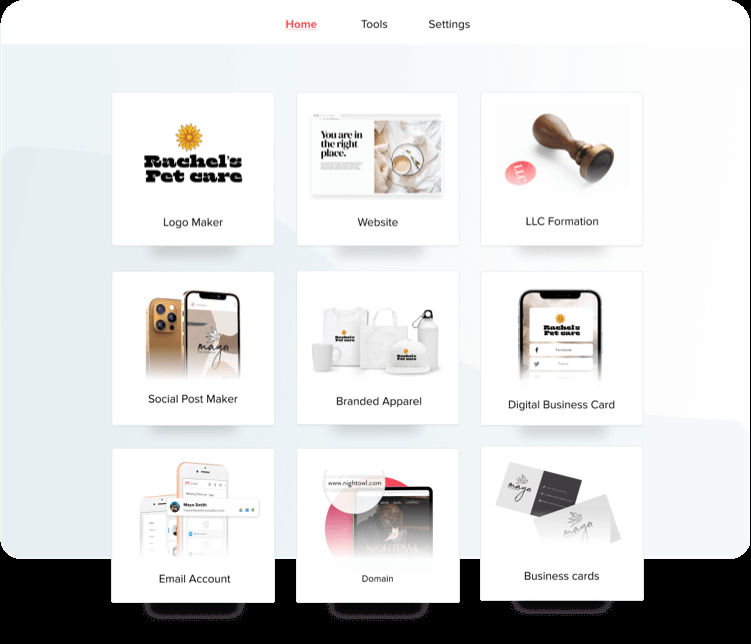 Home
Tools
Settings
Rachel's
Pet care
Logo Maker
You are in
the right
place.
Website
LLC
LLC Formation
maya
Social Post Maker
Rachel's
Pet care
Rachel's
Pet care
Branded Apparel
Rachel's
Pet care
Facebook
Twitter
Digital Business Card
Gmail
Maya Smith
Email Account
www.nightowl.com
NIGHTOWL
Domain
maya
maya
Business cards